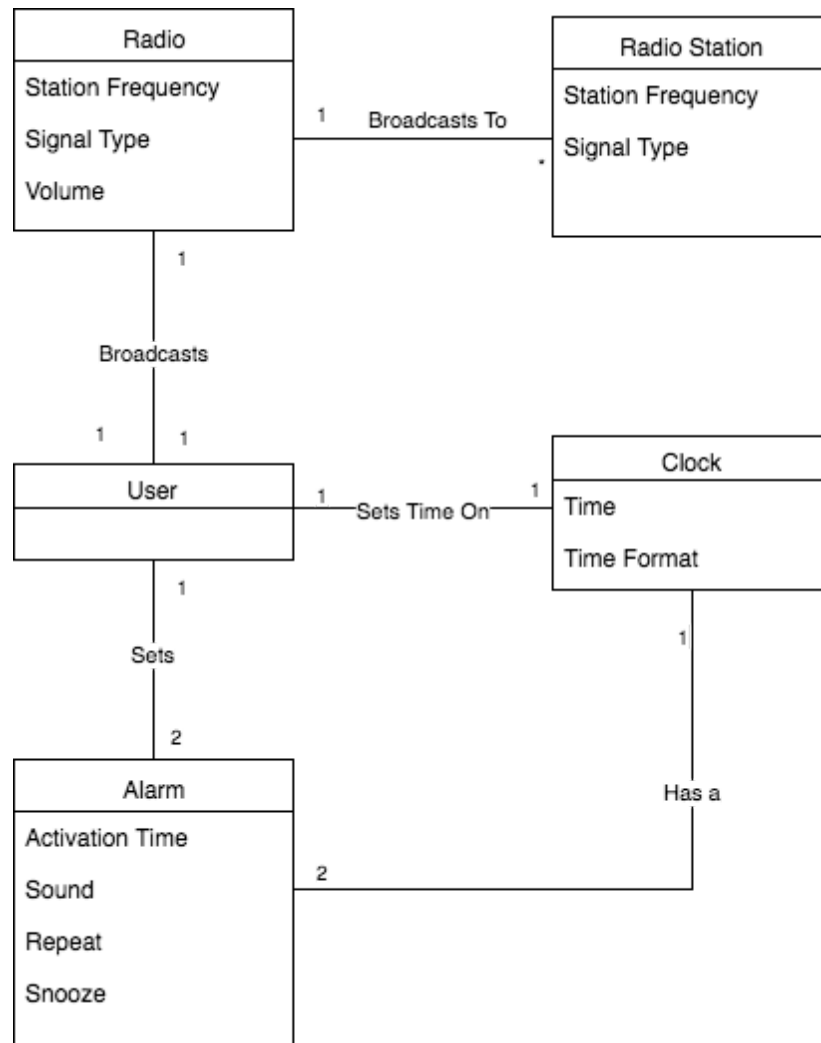 Radio
Station Frequency
Signal Type
Volume
1
Broadcasts To
*
Radio Station
Station Frequency
Signal Type
1
Broadcasts
1
1
User
1
Sets Time On
1
Clock
Time
Time Format
1
Sets
2
1
Has a
2
Alarm
Activation Time
Sound
Repeat
Snooze